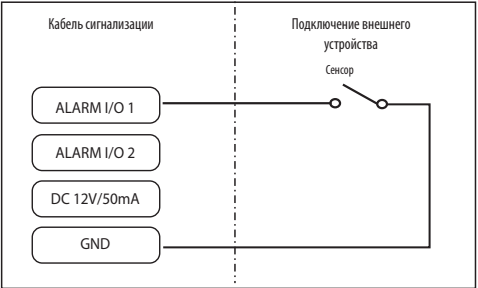 Кабель сигнализации
Подключение внешнего
устройства
Сенсор
ALARM I/O 1
ALARM I/O 2
DC 12V/50mA
GND